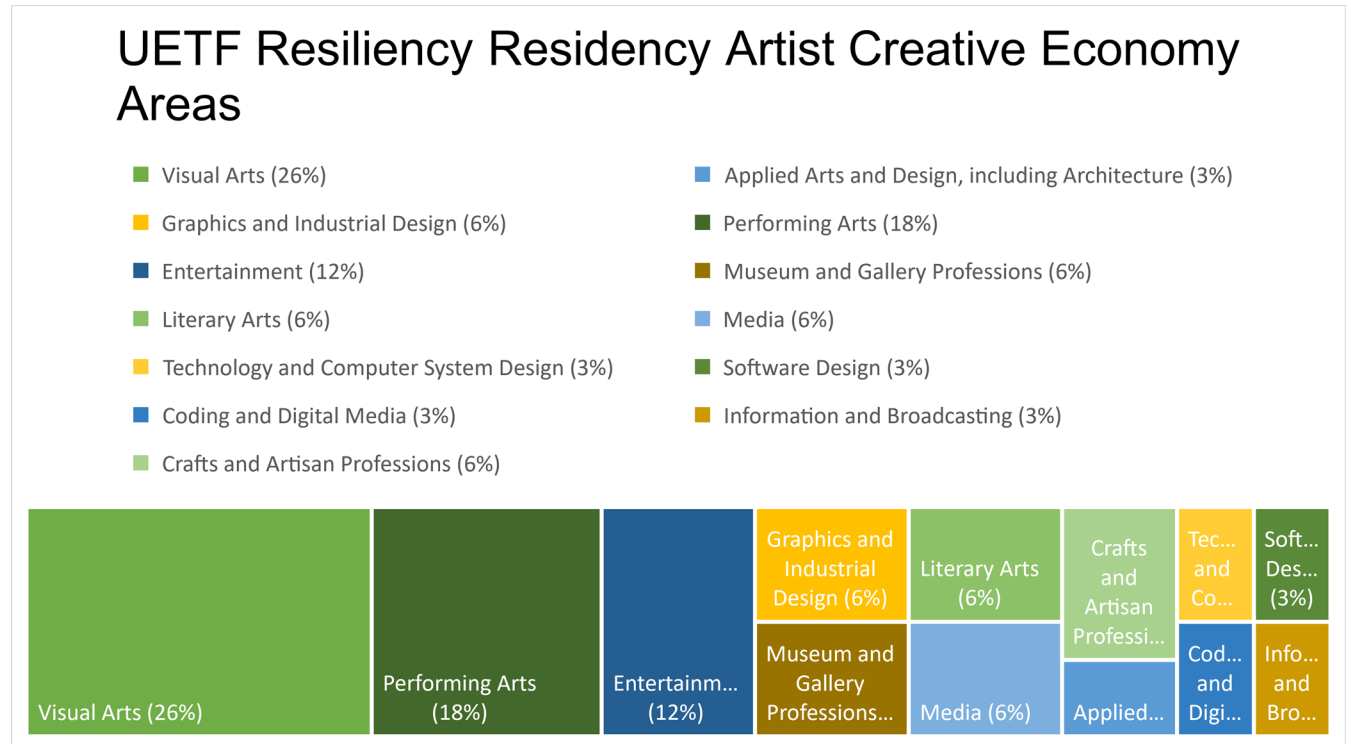 UETF Resiliency Residency Artist Creative Economy
Areas
Visual Arts (26%)
Applied Arts and Design, including Architecture (3%)
Graphics and Industrial Design (6%)
Performing Arts (18%)
Entertainment (12%)
Museum and Gallery Professions (6%)
Literary Arts (6%)
Media (6%)
Technology and Computer System Design (3%)
Software Design (3%)
Coding and Digital Media (3%)
Information and Broadcasting (3%)
Crafts and Artisan Professions (6%)
Visual Arts (26%)
Performing Arts
(18%)
Entertainm...
(12%)
Graphics and
Industrial
Design (6%)
Museum and
Gallery
Professions...
Literary Arts
(6%)
Media (6%)
Crafts
and
Artisan
Professi...
Applied...
Tec...
and
Co...
Cod...
and
Digi...
Soft...
Des...
(3%)
Info...
and
Bro...